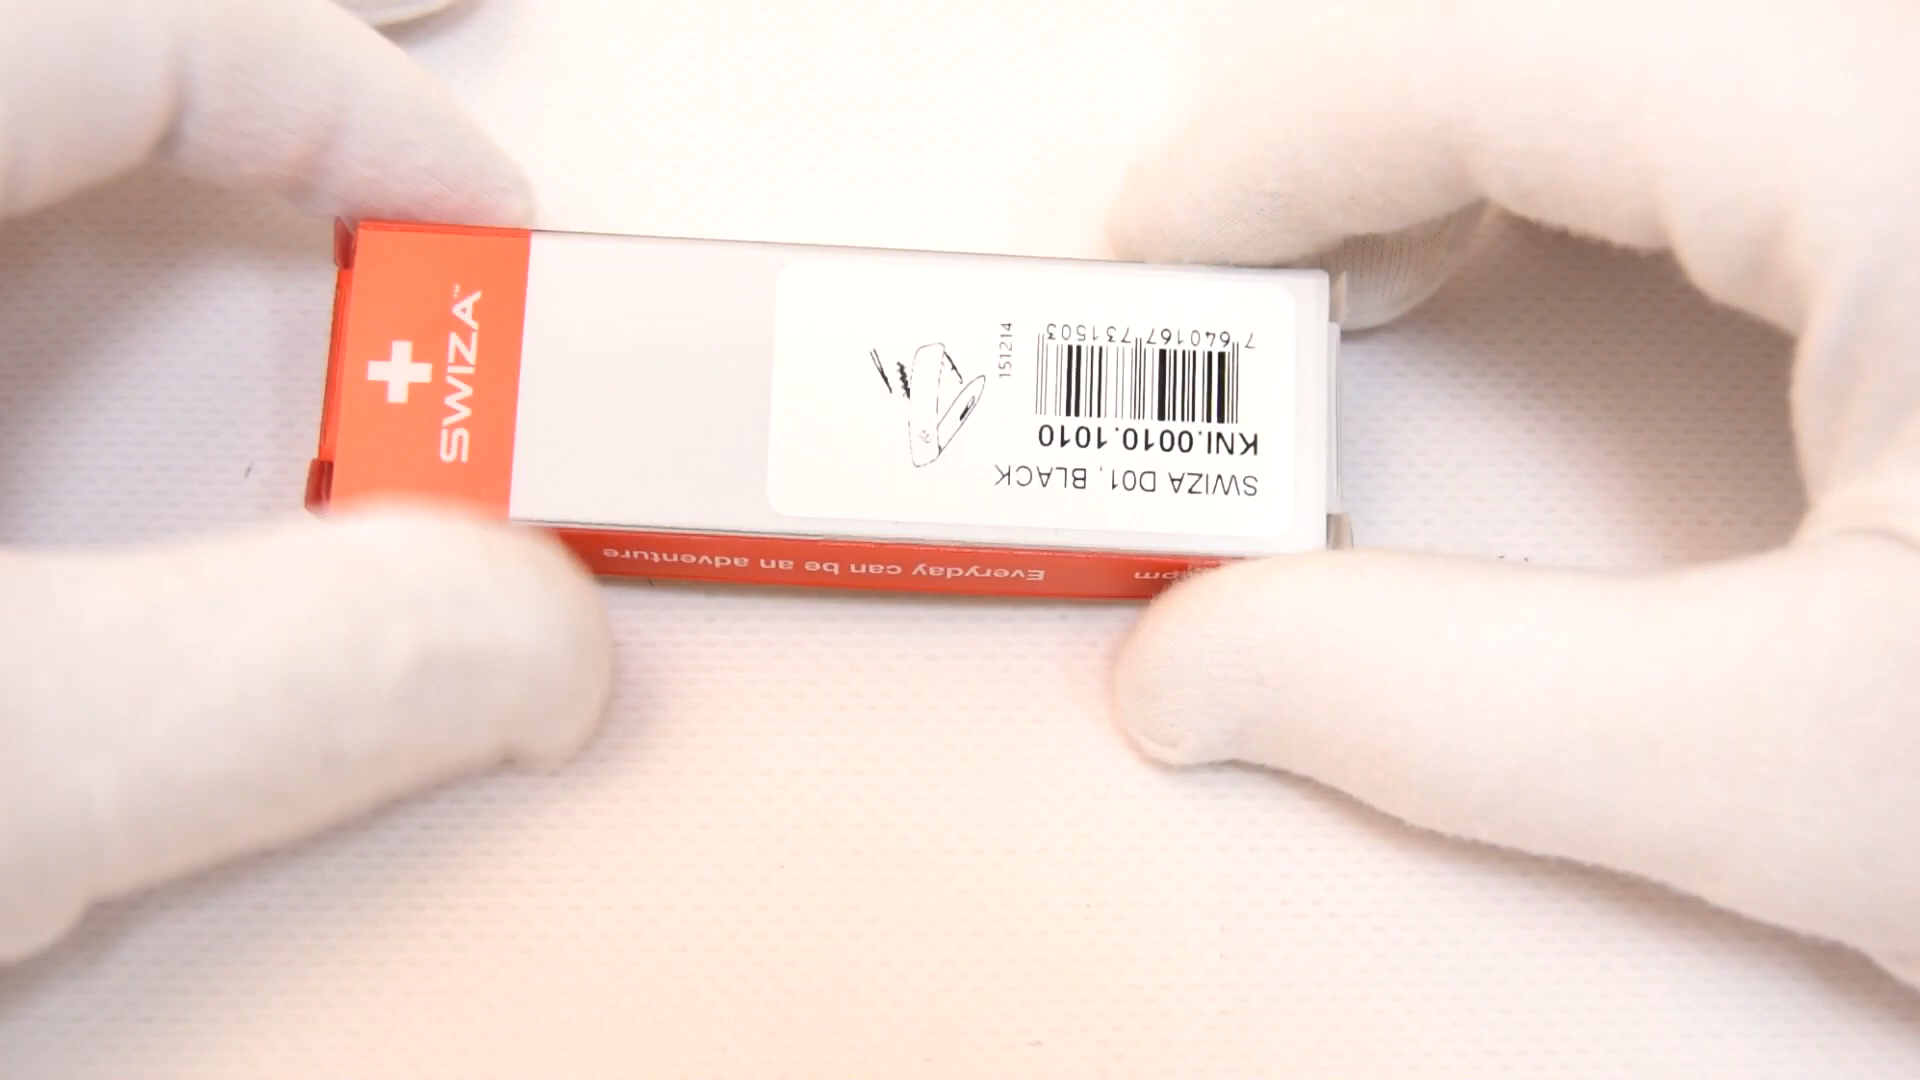 SWIZA™
SWIZA D01, BLACK
KNI.0010.1010
7 640167 731503
151214
Everyday can be an adventure